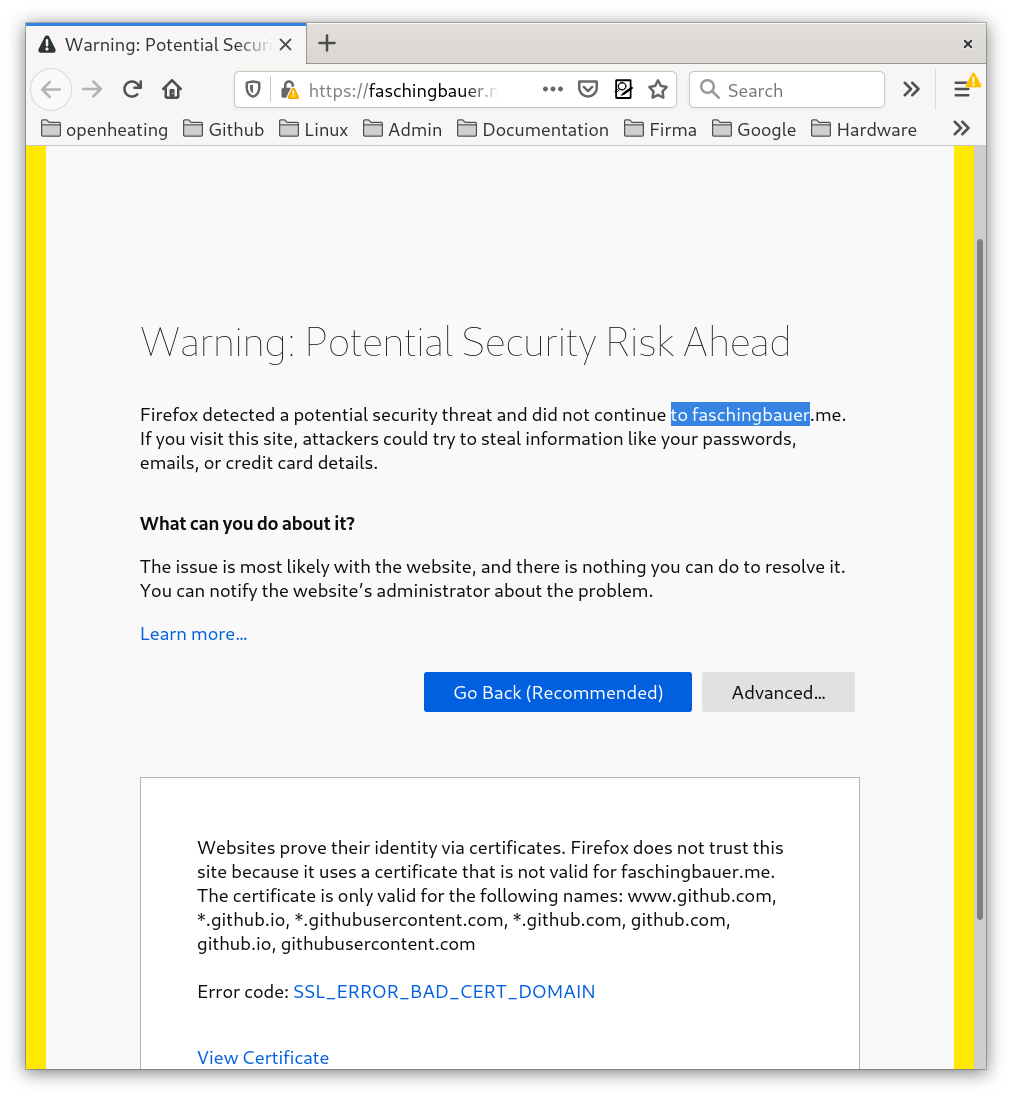 Warning: Potential Securi
https://faschingbauer.m
Search
openheating Github Linux Admin Documentation Firma Google Hardware
Warning: Potential Security Risk Ahead
Firefox detected a potential security threat and did not continue to faschingbauer.me.
If you visit this site, attackers could try to steal information like your passwords,
emails, or credit card details.
What can you do about it?
The issue is most likely with the website, and there is nothing you can do to resolve it.
You can notify the website’s administrator about the problem.
Learn more…
Go Back (Recommended)
Advanced…
Websites prove their identity via certificates. Firefox does not trust this
site because it uses a certificate that is not valid for faschingbauer.me.
The certificate is only valid for the following names: www.github.com,
*.github.io, *.githubusercontent.com, *.github.com, github.com,
github.io, githubusercontent.com
Error code: SSL_ERROR_BAD_CERT_DOMAIN
View Certificate